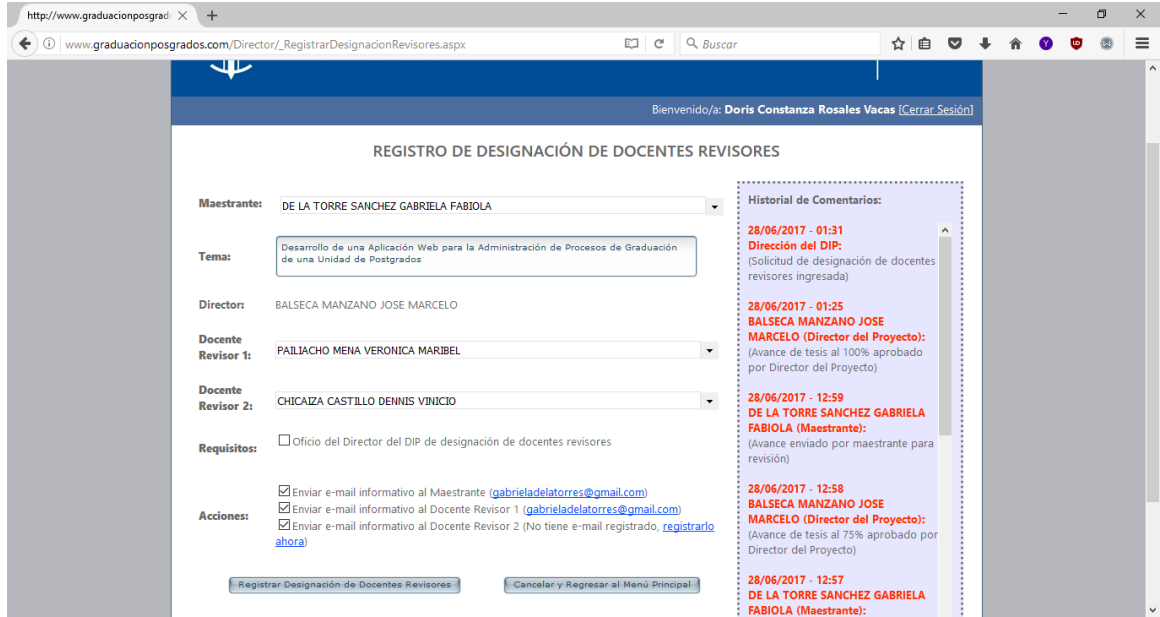 http://www.graduacionposgrad
www.graduacionposgrados.com/Director/_RegistrarDesignacionRevisores.aspx
Buscar
Bienvenido/a: Doris Constanza Rosales Vacas [Cerrar Sesión]
REGISTRO DE DESIGNACIÓN DE DOCENTES REVISORES
Maestrante:
DE LA TORRE SANCHEZ GABRIELA FABIOLA
Tema:
Desarrollo de una Aplicación Web para la Administración de Procesos de Graduación
de una Unidad de Postgrados
Director:
BALSECA MANZANO JOSE MARCELO
Docente
Revisor 1:
PAILIACHO MENA VERONICA MARIBEL
Docente
Revisor 2:
CHICAIZA CASTILLO DENNIS VINICIO
Requisitos:
Oficio del Director del DIP de designación de docentes revisores
Acciones:
Enviar e-mail informativo al Maestrante (gabrieladelatorres@gmail.com)
Enviar e-mail informativo al Docente Revisor 1 (gabrieladelatorres@gmail.com)
Enviar e-mail informativo al Docente Revisor 2 (No tiene e-mail registrado, registrarlo
ahora)
Registrar Designación de Docentes Revisores
Cancelar y Regresar al Menú Principal
Historial de Comentarios:
28/06/2017 - 01:31
Dirección del DIP:
(Solicitud de designación de docentes
revisores ingresada)
28/06/2017 - 01:25
BALSECA MANZANO JOSE
MARCELO (Director del Proyecto):
(Avance de tesis al 100% aprobado
por Director del Proyecto)
28/06/2017 - 12:59
DE LA TORRE SANCHEZ GABRIELA
FABIOLA (Maestrante):
(Avance enviado por maestrante para
revisión)
28/06/2017 - 12:58
BALSECA MANZANO JOSE
MARCELO (Director del Proyecto):
(Avance de tesis al 75% aprobado por
Director del Proyecto)
28/06/2017 - 12:57
DE LA TORRE SANCHEZ GABRIELA
FABIOLA (Maestrante):